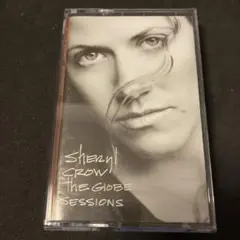 sheryl
crow
the globe
sessions